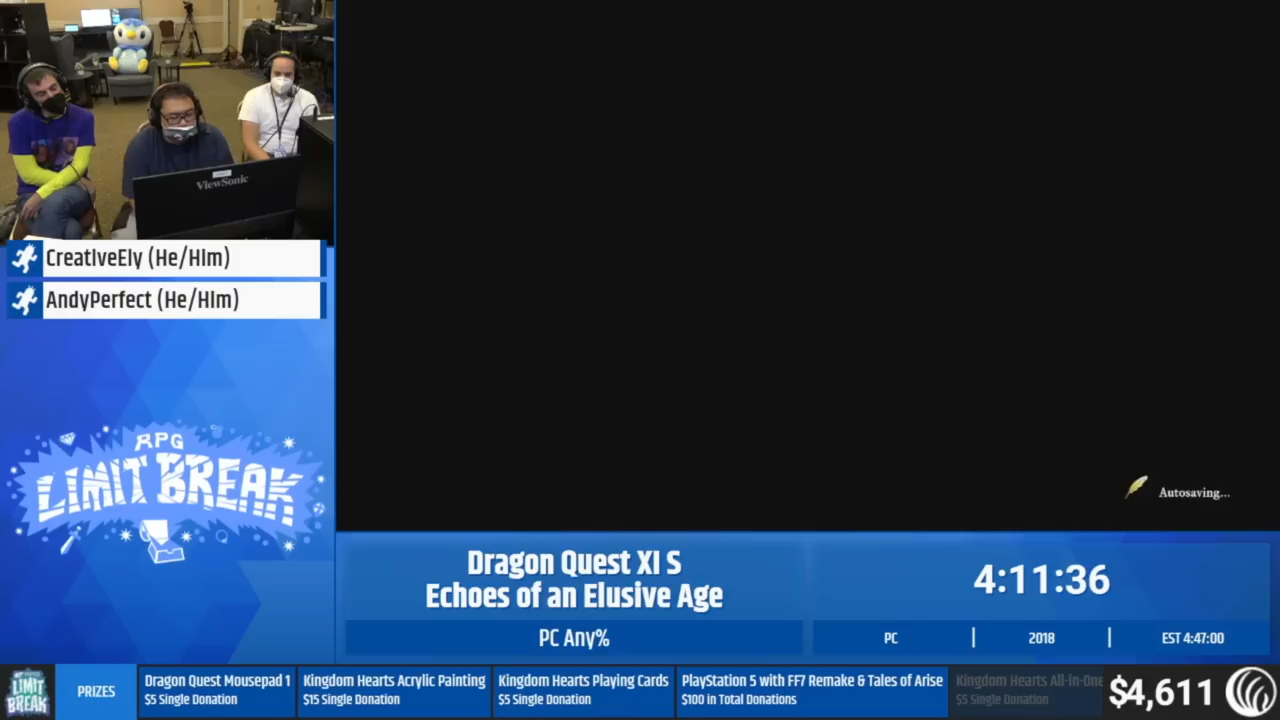 ViewSonic
CreativeEly (He/Him)
AndyPerfect (He/Him)
RPG
LIMIT BREAK
Autosaving...
Dragon Quest XI S
Echoes of an Elusive Age
PC Any%
4:11:36
PC | 2018 | EST 4:47:00
LIMIT
BREAK
PRIZES
Dragon Quest Mousepad 1
$5 Single Donation
Kingdom Hearts Acrylic Painting
$15 Single Donation
Kingdom Hearts Playing Cards
$5 Single Donation
PlayStation 5 with FF7 Remake & Tales of Arise
$100 in Total Donations
Kingdom Hearts All-in-One
$5 Single Donation
$4,611